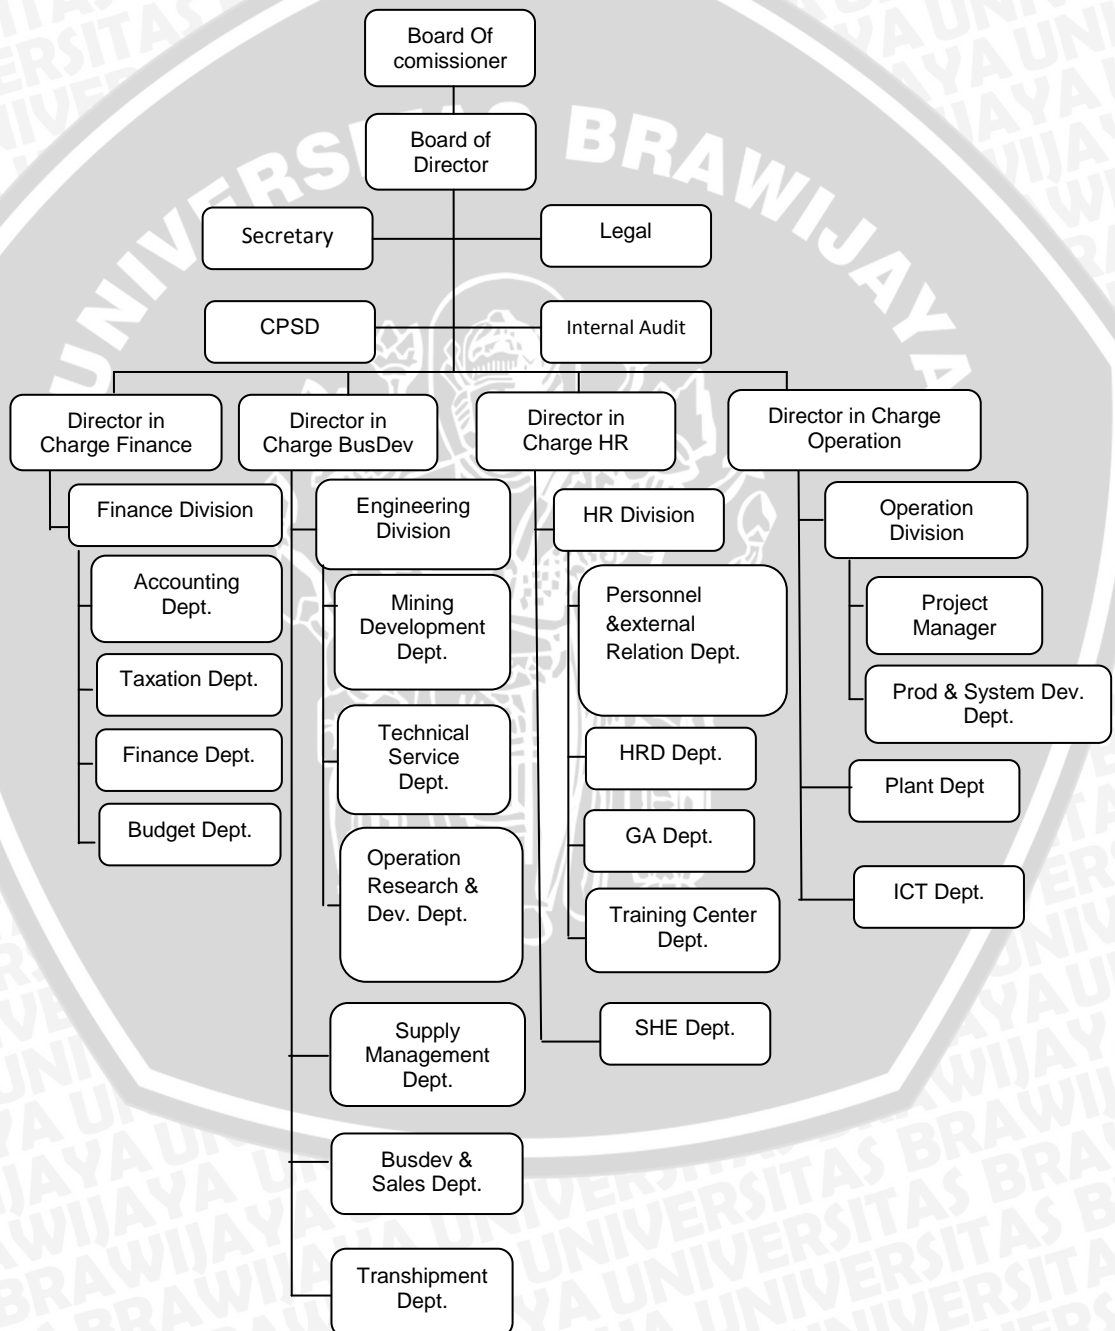 Board Of
comissioner
Board of
Director
Secretary
Legal
CPSD
Internal Audit
Director in
Charge Finance
Director in
Charge BusDev
Director in
Charge HR
Director in Charge
Operation
Finance Division
Accounting
Dept.
Taxation Dept.
Finance Dept.
Budget Dept.
Engineering
Division
Mining
Development
Dept.
Technical
Service
Dept.
Operation
Research &
Dev. Dept.
Supply
Management
Dept.
Busdev &
Sales Dept.
Transhipment
Dept.
HR Division
Personnel
&external
Relation Dept.
HRD Dept.
GA Dept.
Training Center
Dept.
SHE Dept.
Operation
Division
Project
Manager
Prod & System Dev.
Dept.
Plant Dept
ICT Dept.
UNIVERSITAS BRAWIJAYA